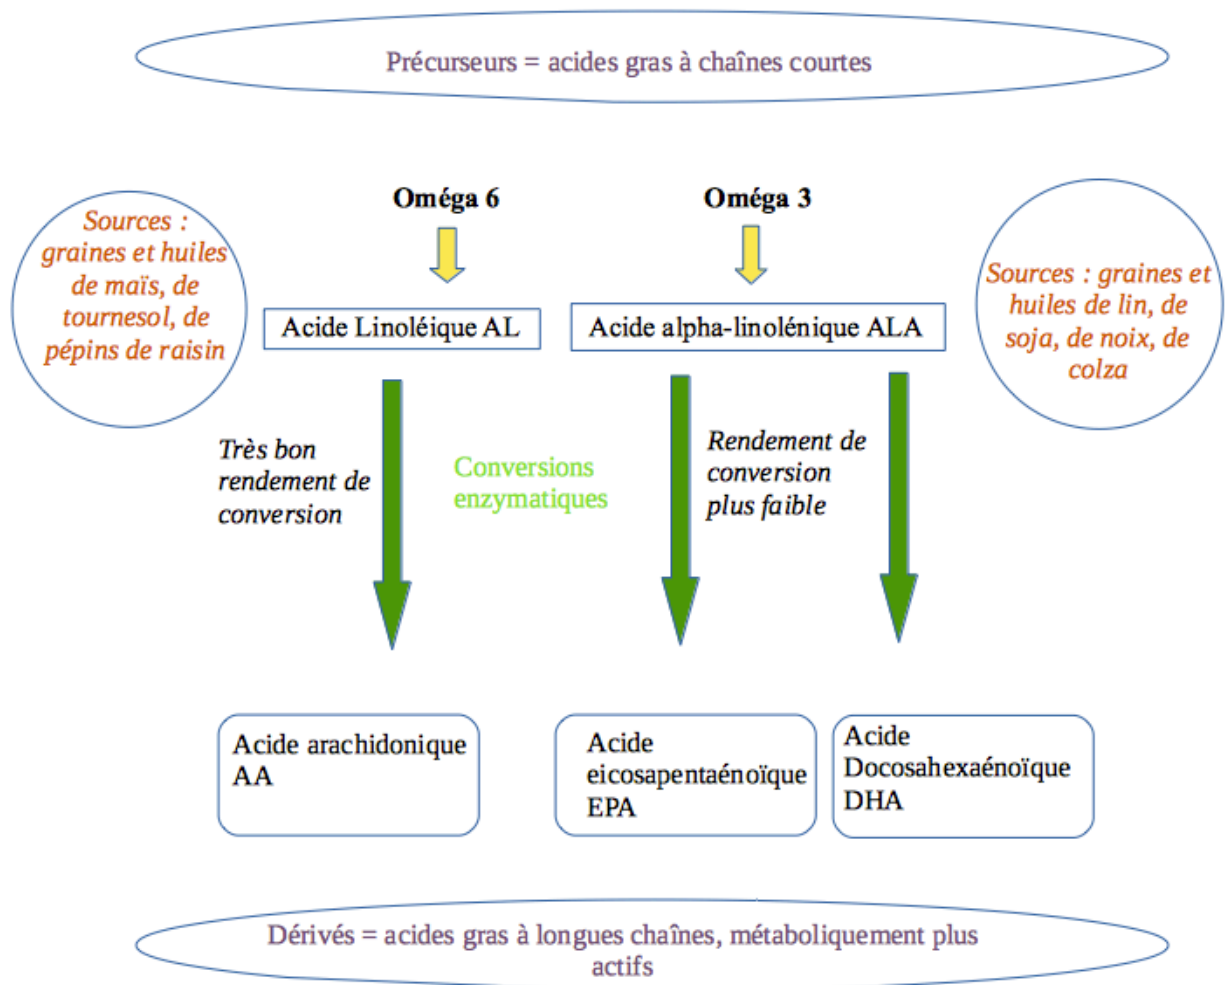 Précurseurs = acides gras à chaînes courtes
Oméga 6
Oméga 3
Sources :
graines et huiles
de maïs, de
tournesol, de
pépins de raisin
Sources : graines et
huiles de lin, de
soja, de noix, de
colza
Acide Linoléique AL
Acide alpha-linolénique ALA
Très bon
rendement de
conversion
Conversions
enzymatiques
Rendement de
conversion
plus faible
Acide arachidonique
AA
Acide
eicosapentaénoïque
EPA
Acide
Docosahexaénoïque
DHA
Dérivés = acides gras à longues chaînes, métaboliquement plus
actifs